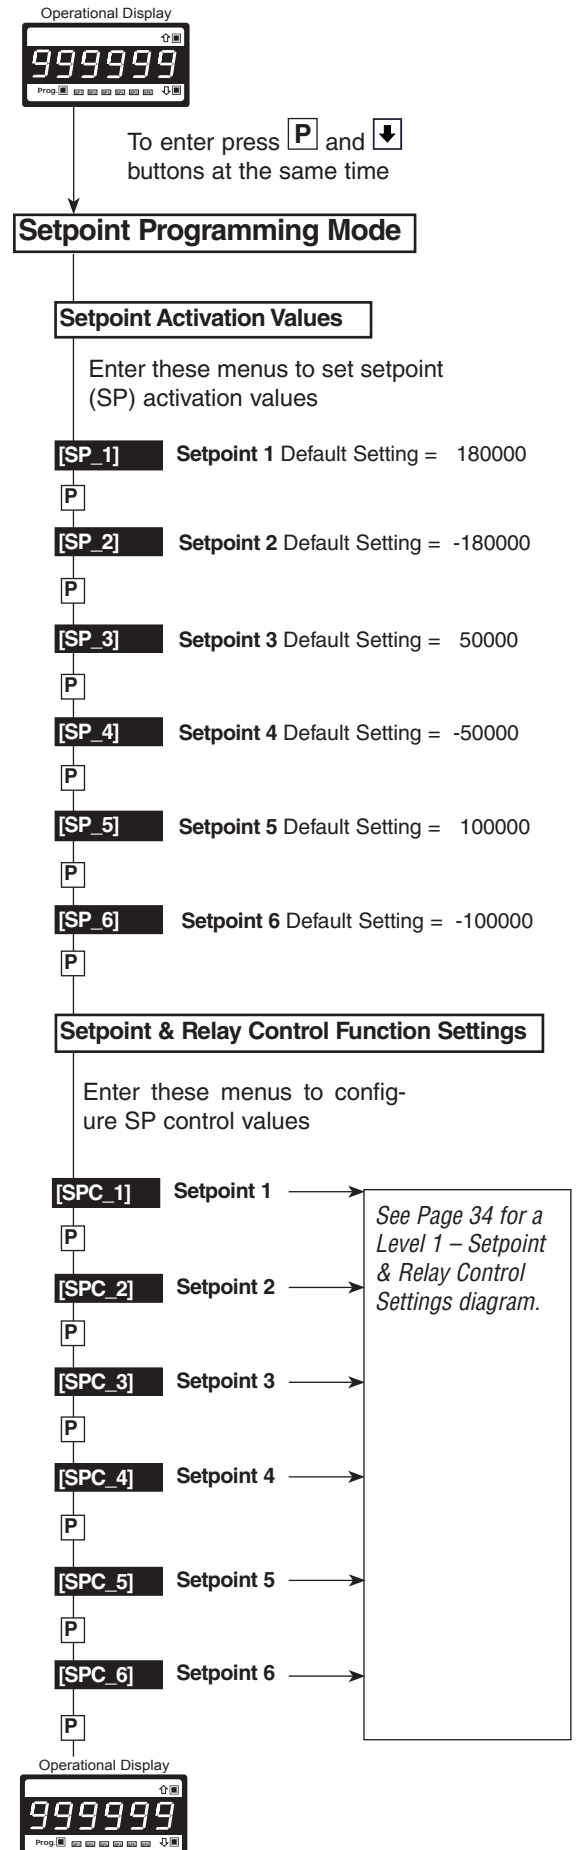 Operational Display
999999
Prog.
To enter press P and
buttons at the same time
Setpoint Programming Mode
Setpoint Activation Values
Enter these menus to set setpoint
(SP) activation values
[SP_1] Setpoint 1 Default Setting = 180000
P
[SP_2] Setpoint 2 Default Setting = -180000
P
[SP_3] Setpoint 3 Default Setting = 50000
P
[SP_4] Setpoint 4 Default Setting = -50000
P
[SP_5] Setpoint 5 Default Setting = 100000
P
[SP_6] Setpoint 6 Default Setting = -100000
P
Setpoint & Relay Control Function Settings
Enter these menus to config-
ure SP control values
[SPC_1] Setpoint 1
See Page 34 for a
Level 1 – Setpoint
& Relay Control
Settings diagram.
P
[SPC_2] Setpoint 2
P
[SPC_3] Setpoint 3
P
[SPC_4] Setpoint 4
P
[SPC_5] Setpoint 5
P
[SPC_6] Setpoint 6
P
Operational Display
999999
Prog.